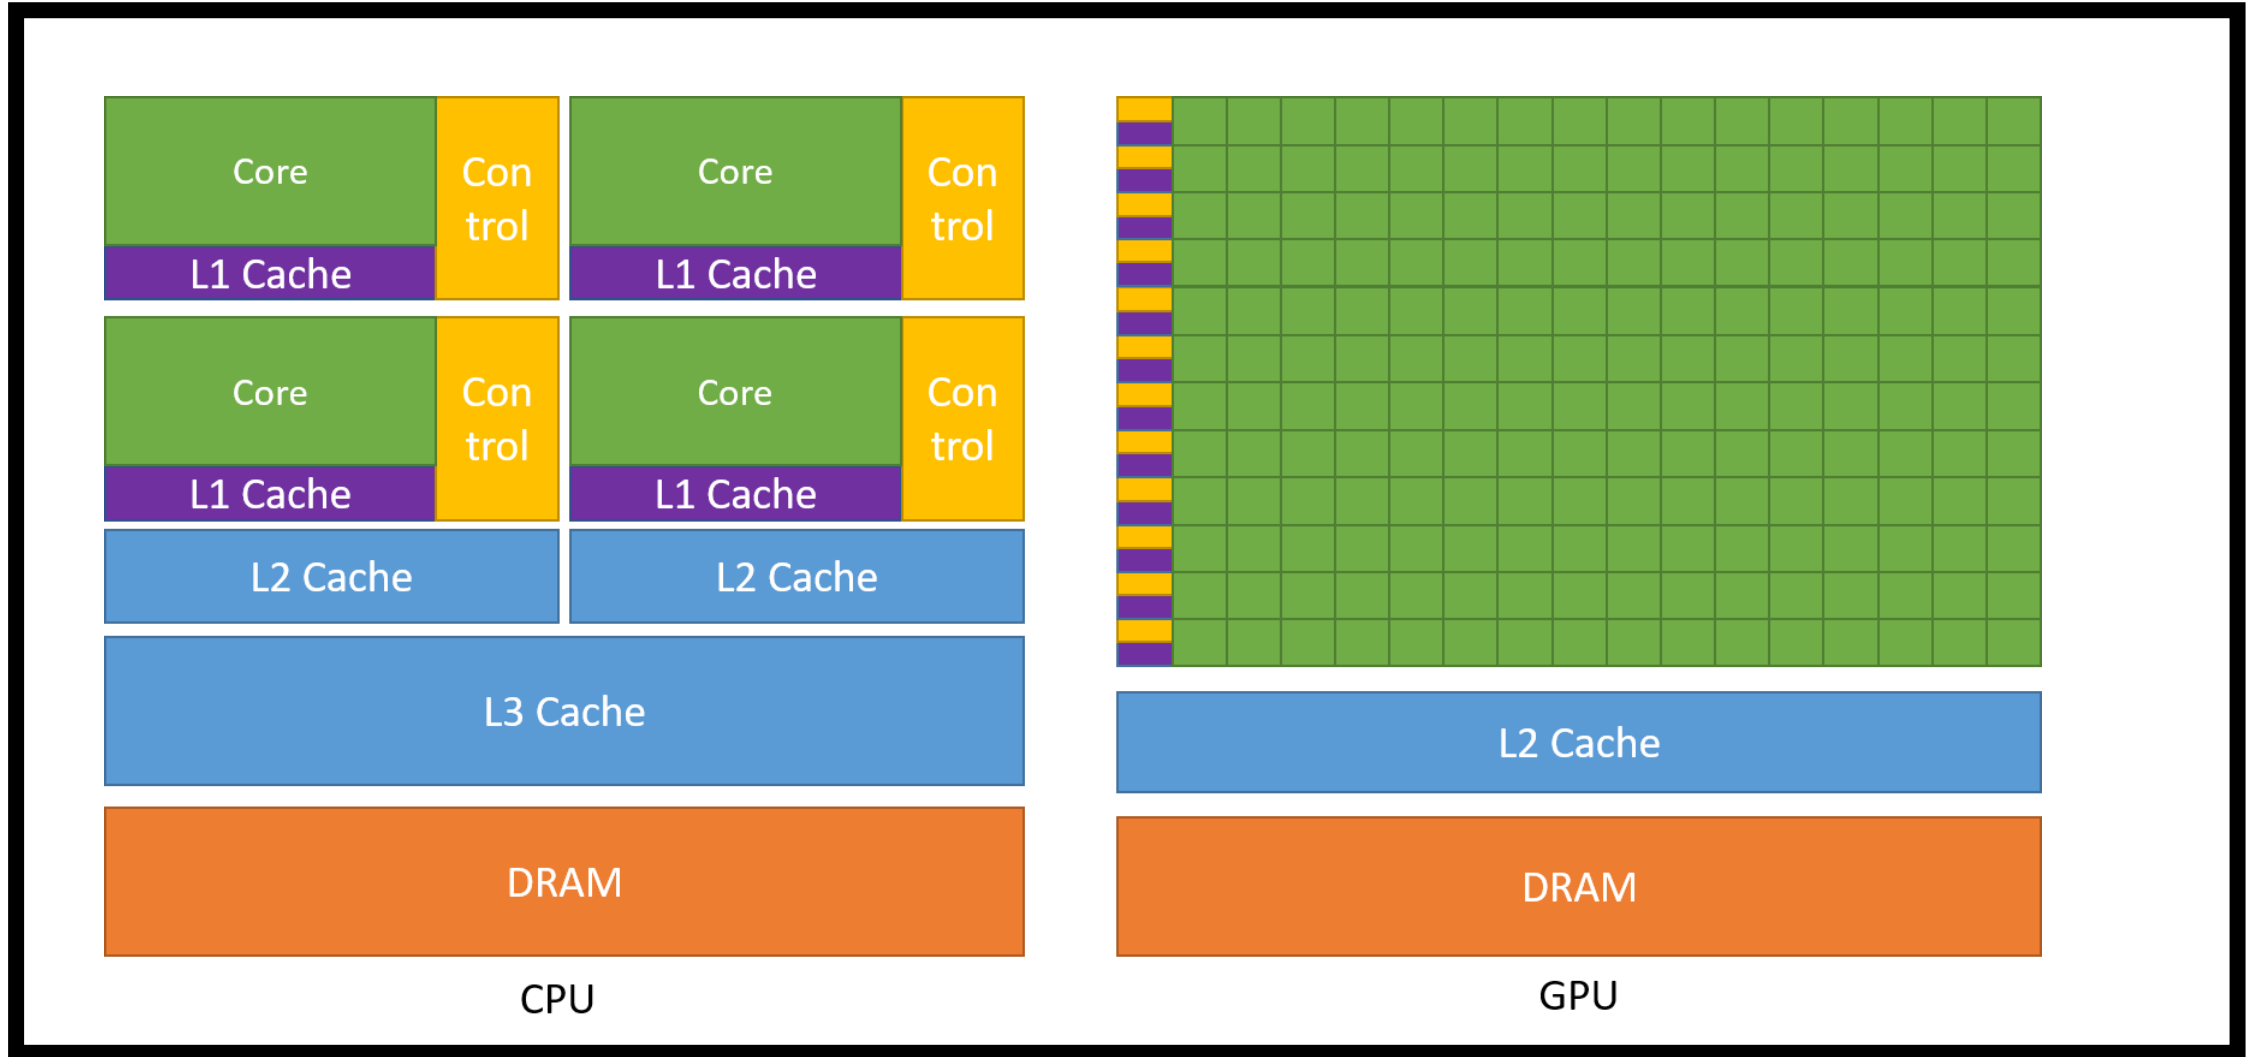 Core
Con
trol
L1 Cache
Core
Con
trol
L1 Cache
Core
Con
trol
L1 Cache
Core
Con
trol
L1 Cache
L2 Cache
L2 Cache
L3 Cache
DRAM
CPU
L2 Cache
DRAM
GPU